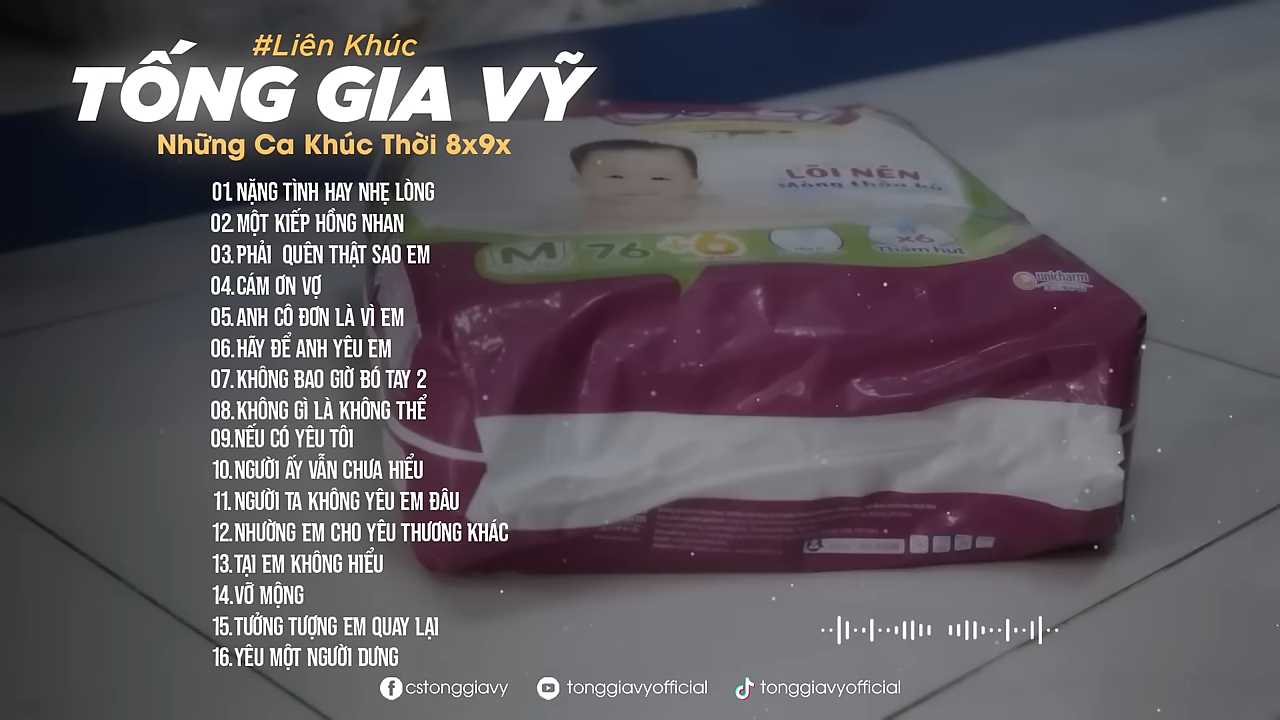 #Liên Khúc
TỐNG GIA VỸ
Những Ca Khúc Thời 8x9x
01.NẶNG TÌNH HAY NHẸ LÒNG
02.MỘT KIẾP HỒNG NHAN
03.PHẢI QUÊN THẬT SAO EM
04.CÁM ƠN VỢ
05.ANH CÔ ĐƠN LÀ VÌ EM
06.HÃY ĐỂ ANH YÊU EM
07.KHÔNG BAO GIỜ BÓ TAY 2
08.KHÔNG GÌ LÀ KHÔNG THỂ
09.NẾU CÓ YÊU TÔI
10.NGƯỜI ẤY VẪN CHƯA HIỂU
11.NGƯỜI TA KHÔNG YÊU EM ĐÂU
12.NHƯỜNG EM CHO YÊU THƯƠNG KHÁC
13.TẠI EM KHÔNG HIỂU
14.VỠ MỘNG
15.TƯỞNG TƯỢNG EM QUAY LẠI
16.YÊU MỘT NGƯỜI DƯNG
cstonggiavy tonggiavyofficial tonggiavyofficial
LÕI NÉN
M 76 +6
x6
Thấm hút
unicharm